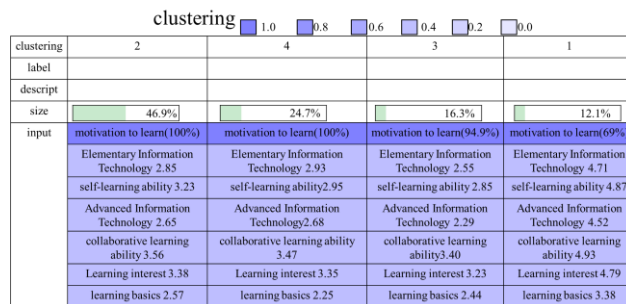 clustering
1.0 0.8 0.6 0.4 0.2 0.0
clustering 2 4 3 1
label
descript
size 46.9% 24.7% 16.3% 12.1%
input motivation to learn(100%) motivation to learn(100%) motivation to learn(94.9%) motivation to learn(69%)
Elementary Information Elementary Information Elementary Information Elementary Information
Technology 2.85 Technology 2.93 Technology 2.55 Technology 4.71
self-learning ability 3.23 self-learning ability2.95 self-learning ability 2.85 self-learning ability 4.87
Advanced Information Advanced Information Advanced Information Advanced Information
Technology 2.65 Technology2.68 Technology 2.29 Technology 4.52
collaborative learning collaborative learning ability collaborative learning collaborative learning
ability 3.56 3.47 ability3.40 ability 4.93
Learning interest 3.38 Learning interest 3.35 Learning interest 3.23 Learning interest 4.79
learning basics 2.57 learning basics 2.25 learning basics 2.44 learning basics 3.38